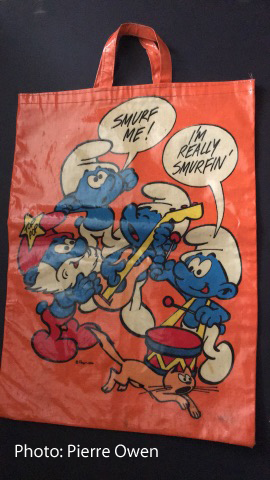 SMURF
ME!
I'M
REALLY
SMURFIN'
Photo: Pierre Owen